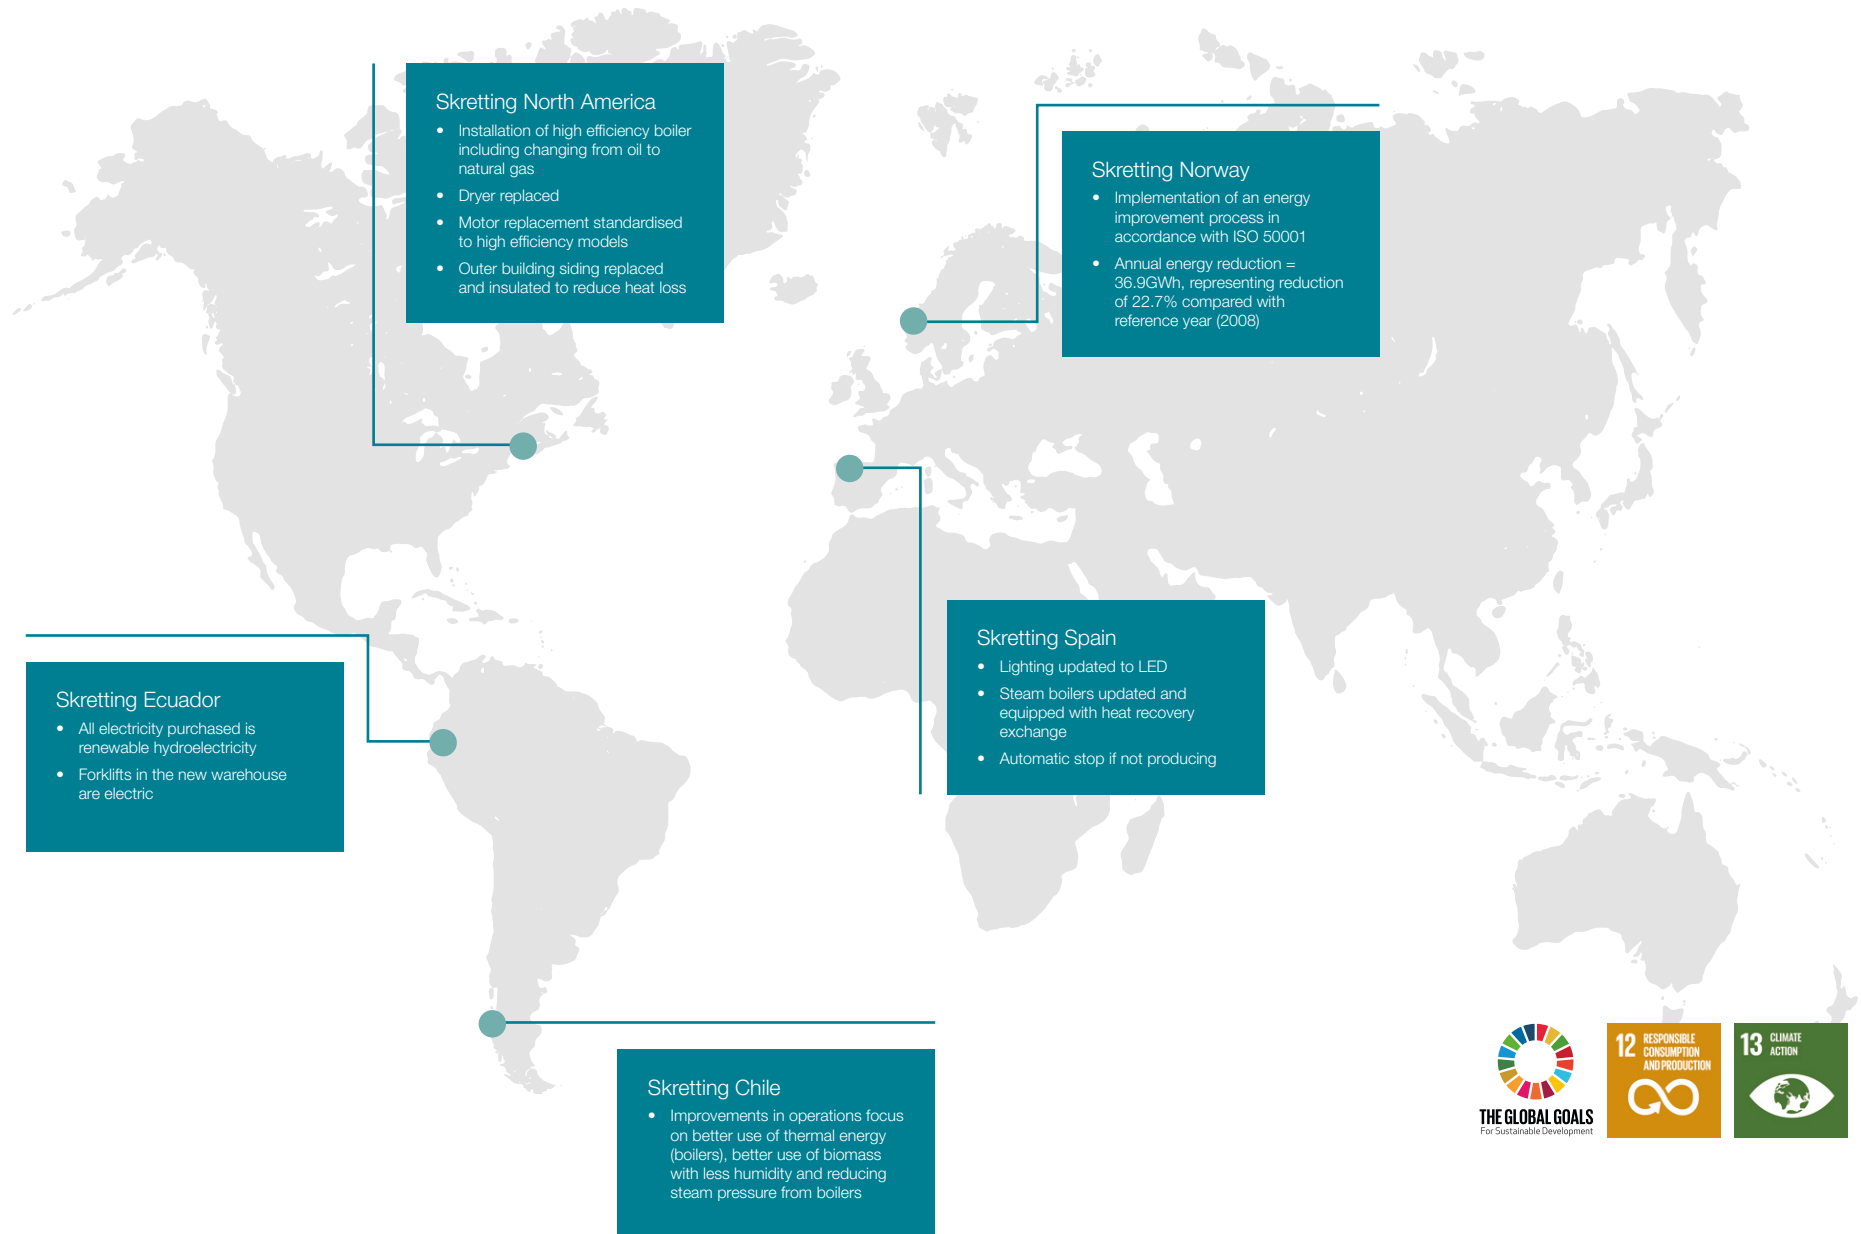 Skretting North America
• Installation of high efficiency boiler
including changing from oil to
natural gas
• Dryer replaced
• Motor replacement standardised
to high efficiency models
• Outer building siding replaced
and insulated to reduce heat loss
Skretting Norway
• Implementation of an energy
improvement process in
accordance with ISO 50001
• Annual energy reduction =
36.9GWh, representing reduction
of 22.7% compared with
reference year (2008)
Skretting Spain
• Lighting updated to LED
• Steam boilers updated and
equipped with heat recovery
exchange
• Automatic stop if not producing
Skretting Ecuador
• All electricity purchased is
renewable hydroelectricity
• Forklifts in the new warehouse
are electric
Skretting Chile
• Improvements in operations focus
on better use of thermal energy
(boilers), better use of biomass
with less humidity and reducing
steam pressure from boilers
THE GLOBAL GOALS
For Sustainable Development
12 RESPONSIBLE
CONSUMPTION
AND PRODUCTION
13 CLIMATE
ACTION